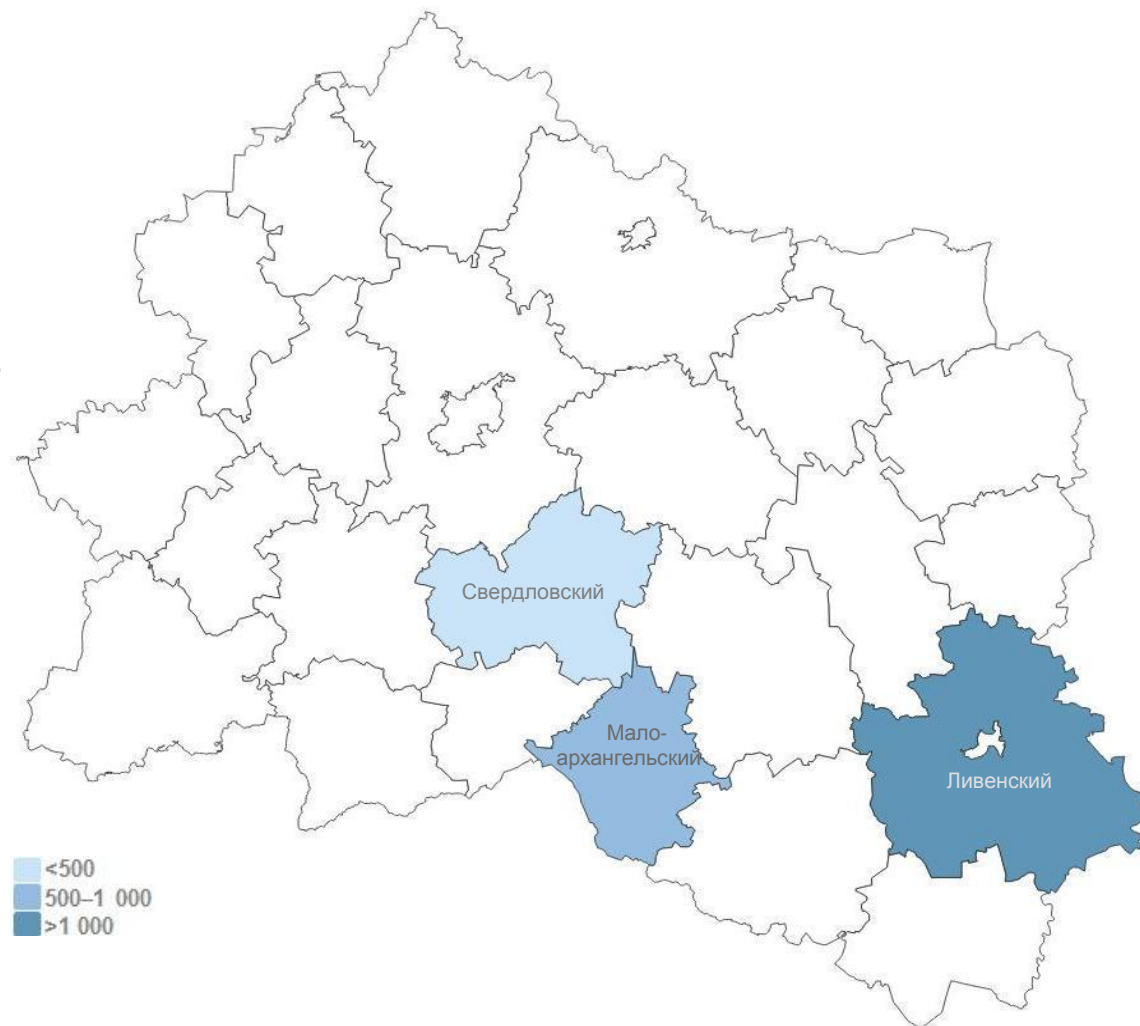 Свердловский
Мало-
архангельский
Ливенский
<500
500–1 000
>1 000